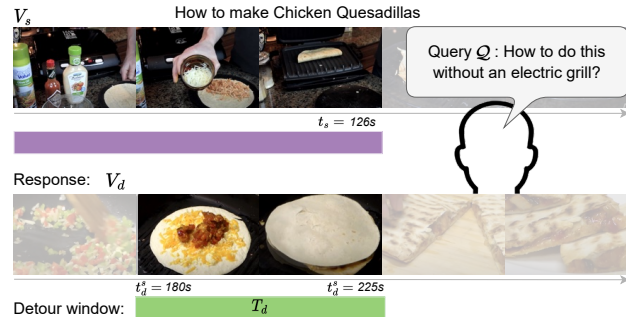 How to make Chicken Quesadillas
V_s
Query Q : How to do this
without an electric grill?
t_s = 126s
Response: V_d
t_d^s = 180s
t_d^s = 225s
Detour window: T_d